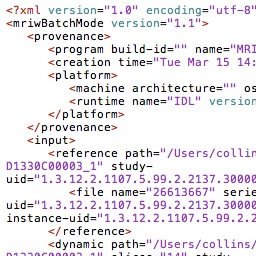 <?xml version="1.0" encoding="utf-8"
<mriwBatchMode version="1.1">
<provenance>
<program build-id="" name="MRI
<creation time="Tue Mar 15 14:
<platform>
<machine architecture="" os
<runtime name="IDL" version
</platform>
</provenance>
<input>
<reference path="/Users/collin
D1330C00003_1" study-
uid="1.3.12.2.1107.5.99.2.2137.30000
<file name="26613667" serie
uid="1.3.12.2.1107.5.99.2.2137.30000
instance-uid="1.3.12.2.1107.5.99.2.2
</reference>
<dynamic path="/Users/collins/
D1330C00003_1" slices="14" study-